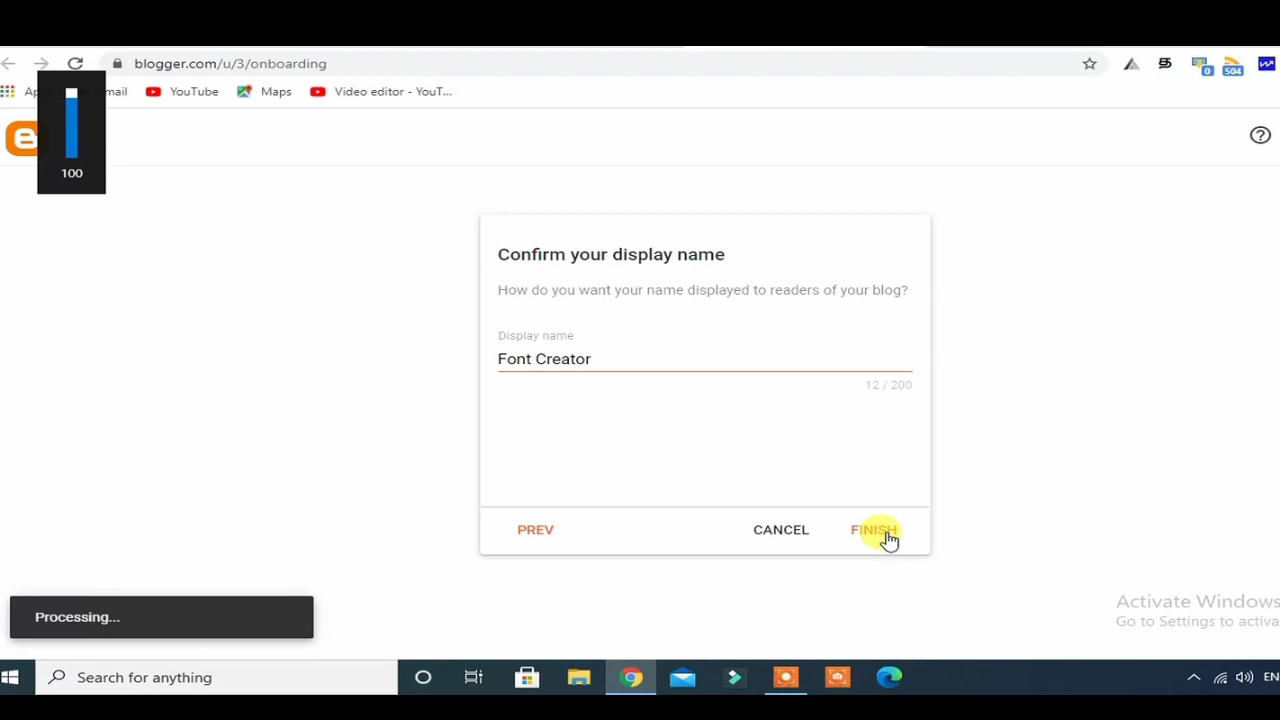 blogger.com/u/3/onboarding
0
504
YouTube
Maps
Video editor - YouT...
100
Confirm your display name
How do you want your name displayed to readers of your blog?
Display name
Font Creator
12 / 200
PREV
CANCEL
FINISH
Processing...
Activate Windows
Go to Settings to activa
Search for anything
EN